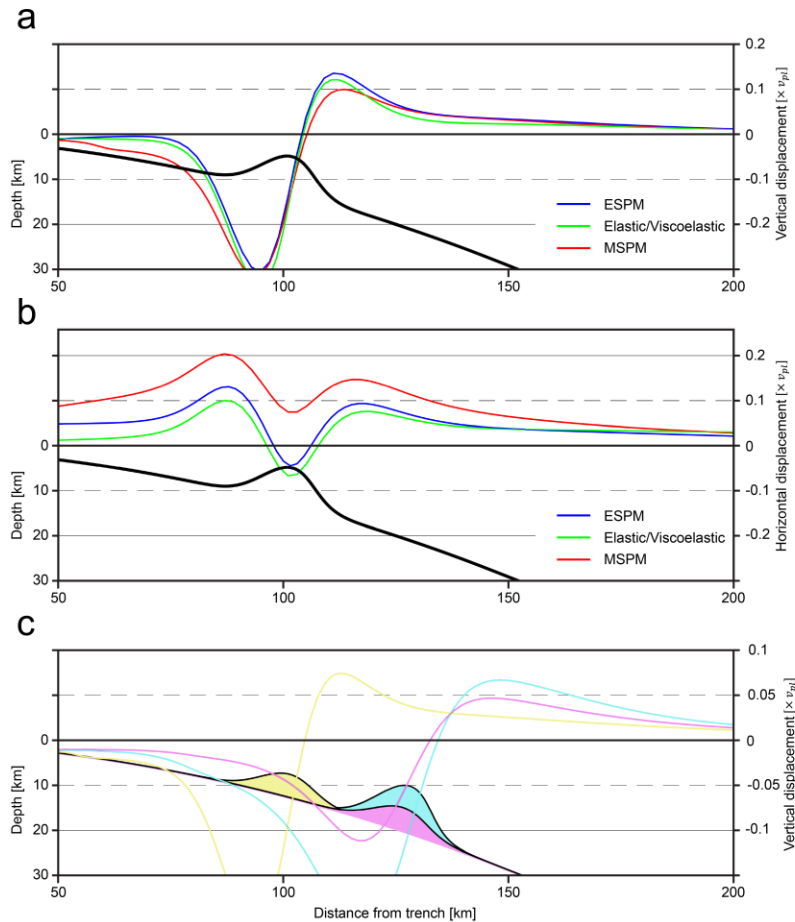 a
0.2
0.1
0
0
10
-0.1
20
-0.2
30
Depth [km]
Vertical displacement [× v_pl]
ESPM
Elastic/Viscoelastic
MSPM
50
100
150
200
b
0.2
0.1
0
0
10
-0.1
20
-0.2
30
Depth [km]
Horizontal displacement [× v_pl]
ESPM
Elastic/Viscoelastic
MSPM
50
100
150
200
c
0.1
0.05
0
0
10
-0.05
20
-0.1
30
Depth [km]
Vertical displacement [× v_pl]
50
100
150
200
Distance from trench [km]